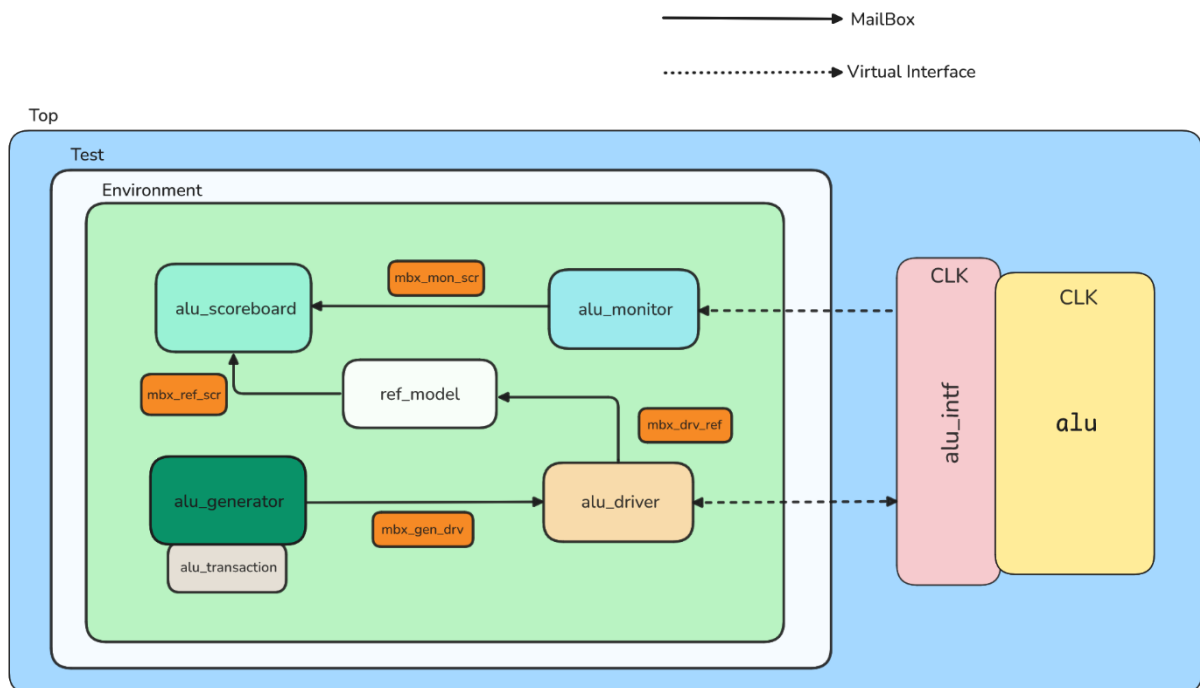 MailBox
Virtual Interface
Top
Test
Environment
mbx_mon_scr
alu_scoreboard
alu_monitor
mbx_ref_scr
ref_model
mbx_drv_ref
alu_generator
alu_driver
mbx_gen_drv
alu_transaction
CLK
alu_intf
CLK
alu